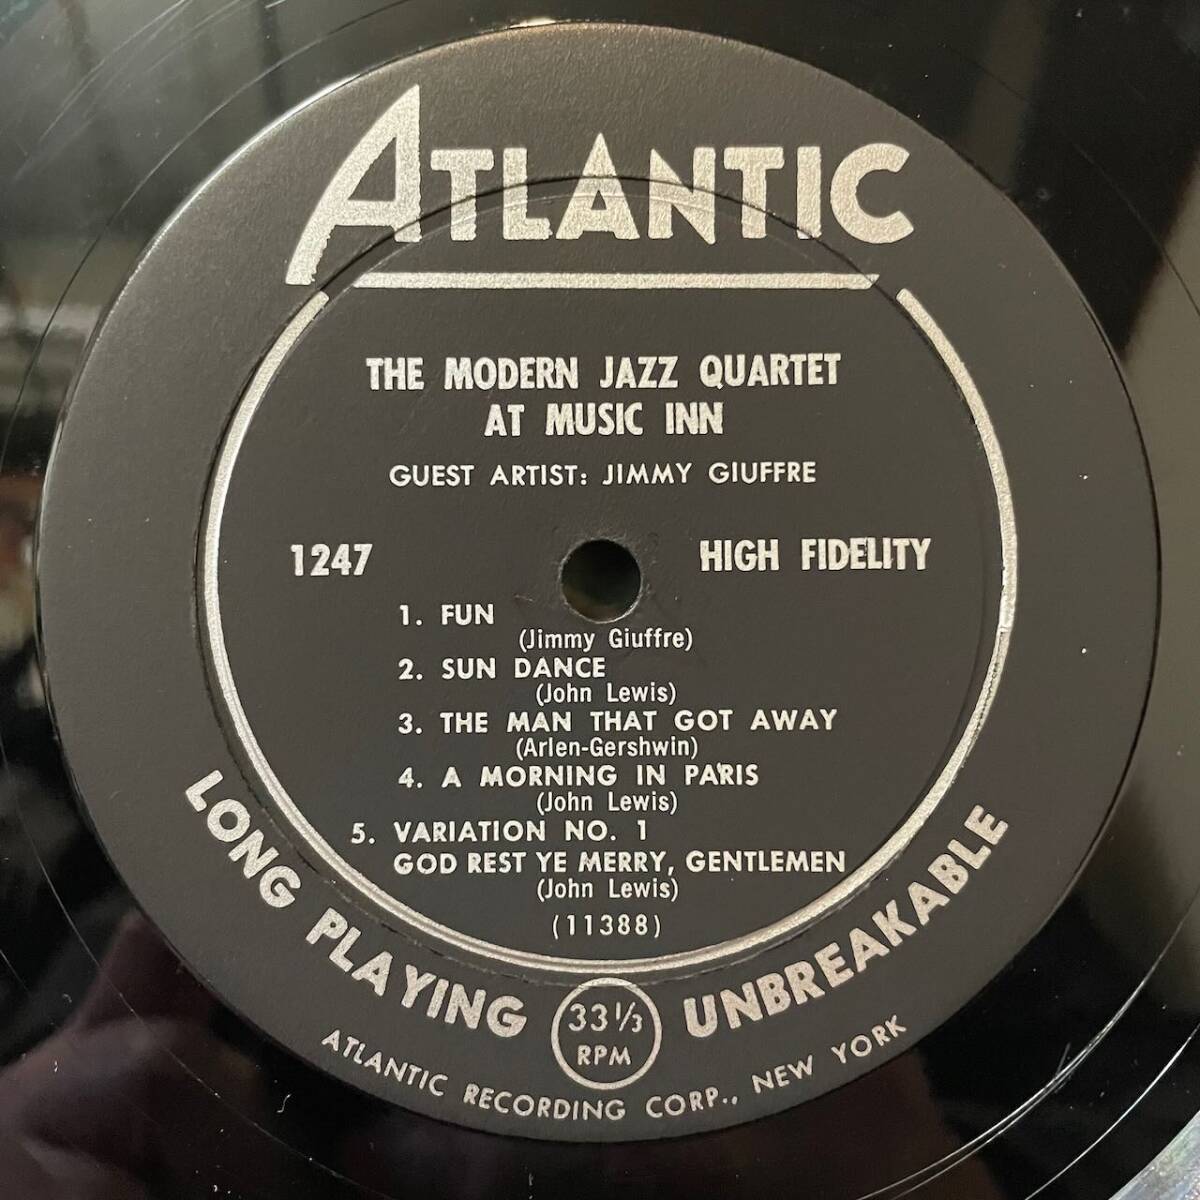 ATLANTIC
THE MODERN JAZZ QUARTET
AT MUSIC INN
GUEST ARTIST: JIMMY GIUFFRE
1247
HIGH FIDELITY
1. FUN
(Jimmy Giuffre)
2. SUN DANCE
(John Lewis)
3. THE MAN THAT GOT AWAY
(Arlen-Gershwin)
4. A MORNING IN PARIS
(John Lewis)
5. VARIATION NO. 1
GOD REST YE MERRY, GENTLEMEN
(John Lewis)
(11388)
LONG PLAYING
33 1/3
RPM
UNBREAKABLE
ATLANTIC RECORDING CORP., NEW YORK